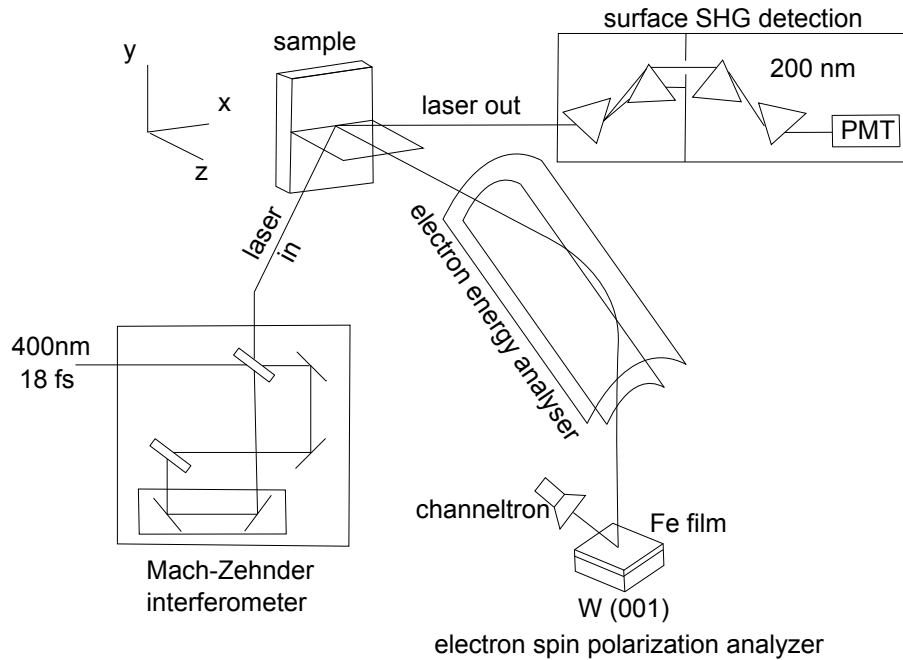 surface SHG detection
sample
y
200 nm
x
laser out
PMT
z
laser
in
electron energy analyser
400nm
18 fs
channeltron
Fe film
Mach-Zehnder
interferometer
W (001)
electron spin polarization analyzer